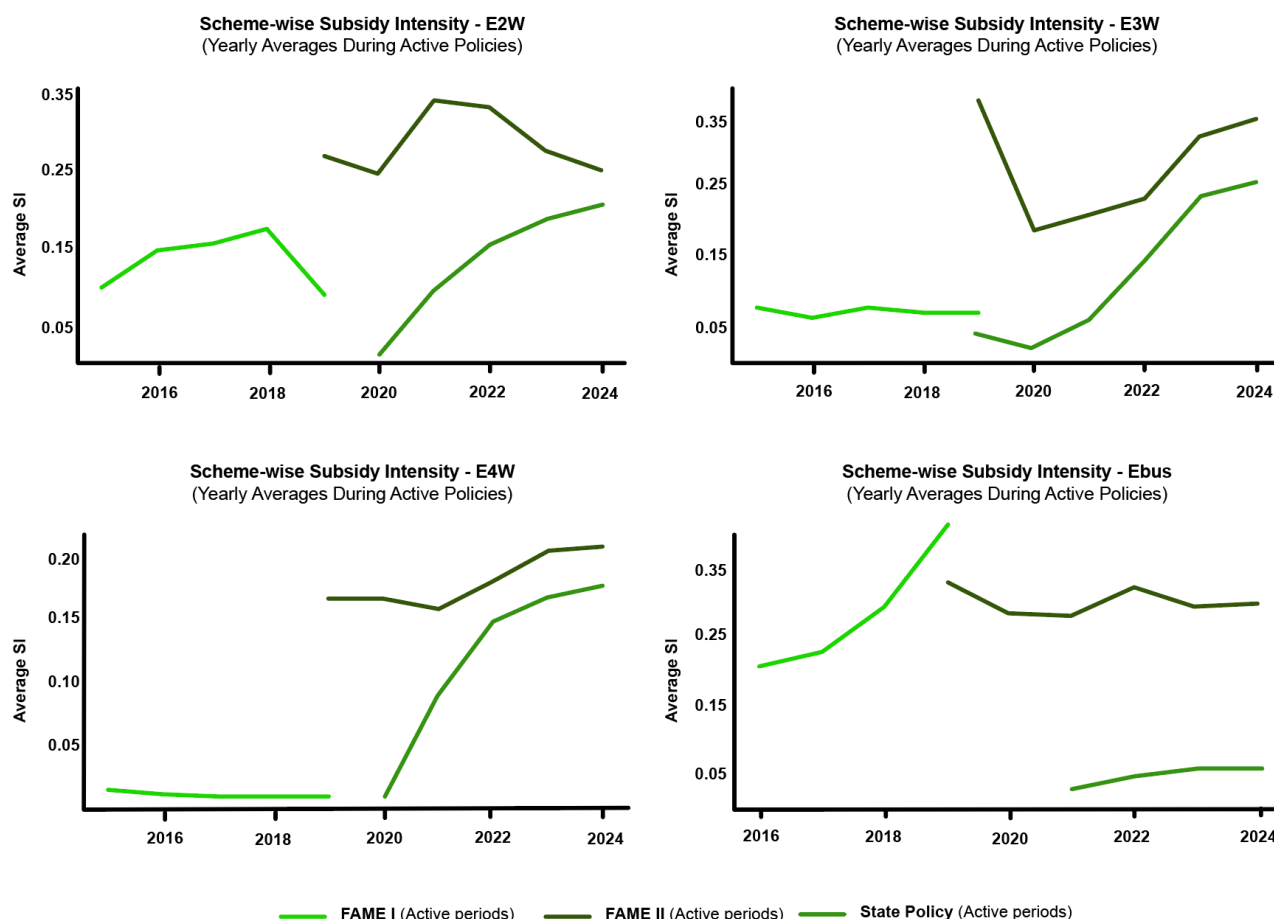 Scheme-wise Subsidy Intensity - E2W
(Yearly Averages During Active Policies)
Average SI
0.35
0.25
0.15
0.05
2016 2018 2020 2022 2024
Scheme-wise Subsidy Intensity - E3W
(Yearly Averages During Active Policies)
Average SI
0.35
0.25
0.15
0.05
2016 2018 2020 2022 2024
Scheme-wise Subsidy Intensity - E4W
(Yearly Averages During Active Policies)
Average SI
0.20
0.15
0.10
0.05
2016 2018 2020 2022 2024
Scheme-wise Subsidy Intensity - Ebus
(Yearly Averages During Active Policies)
Average SI
0.35
0.25
0.15
0.05
2016 2018 2020 2022 2024
FAME I (Active periods) FAME II (Active periods) State Policy (Active periods)